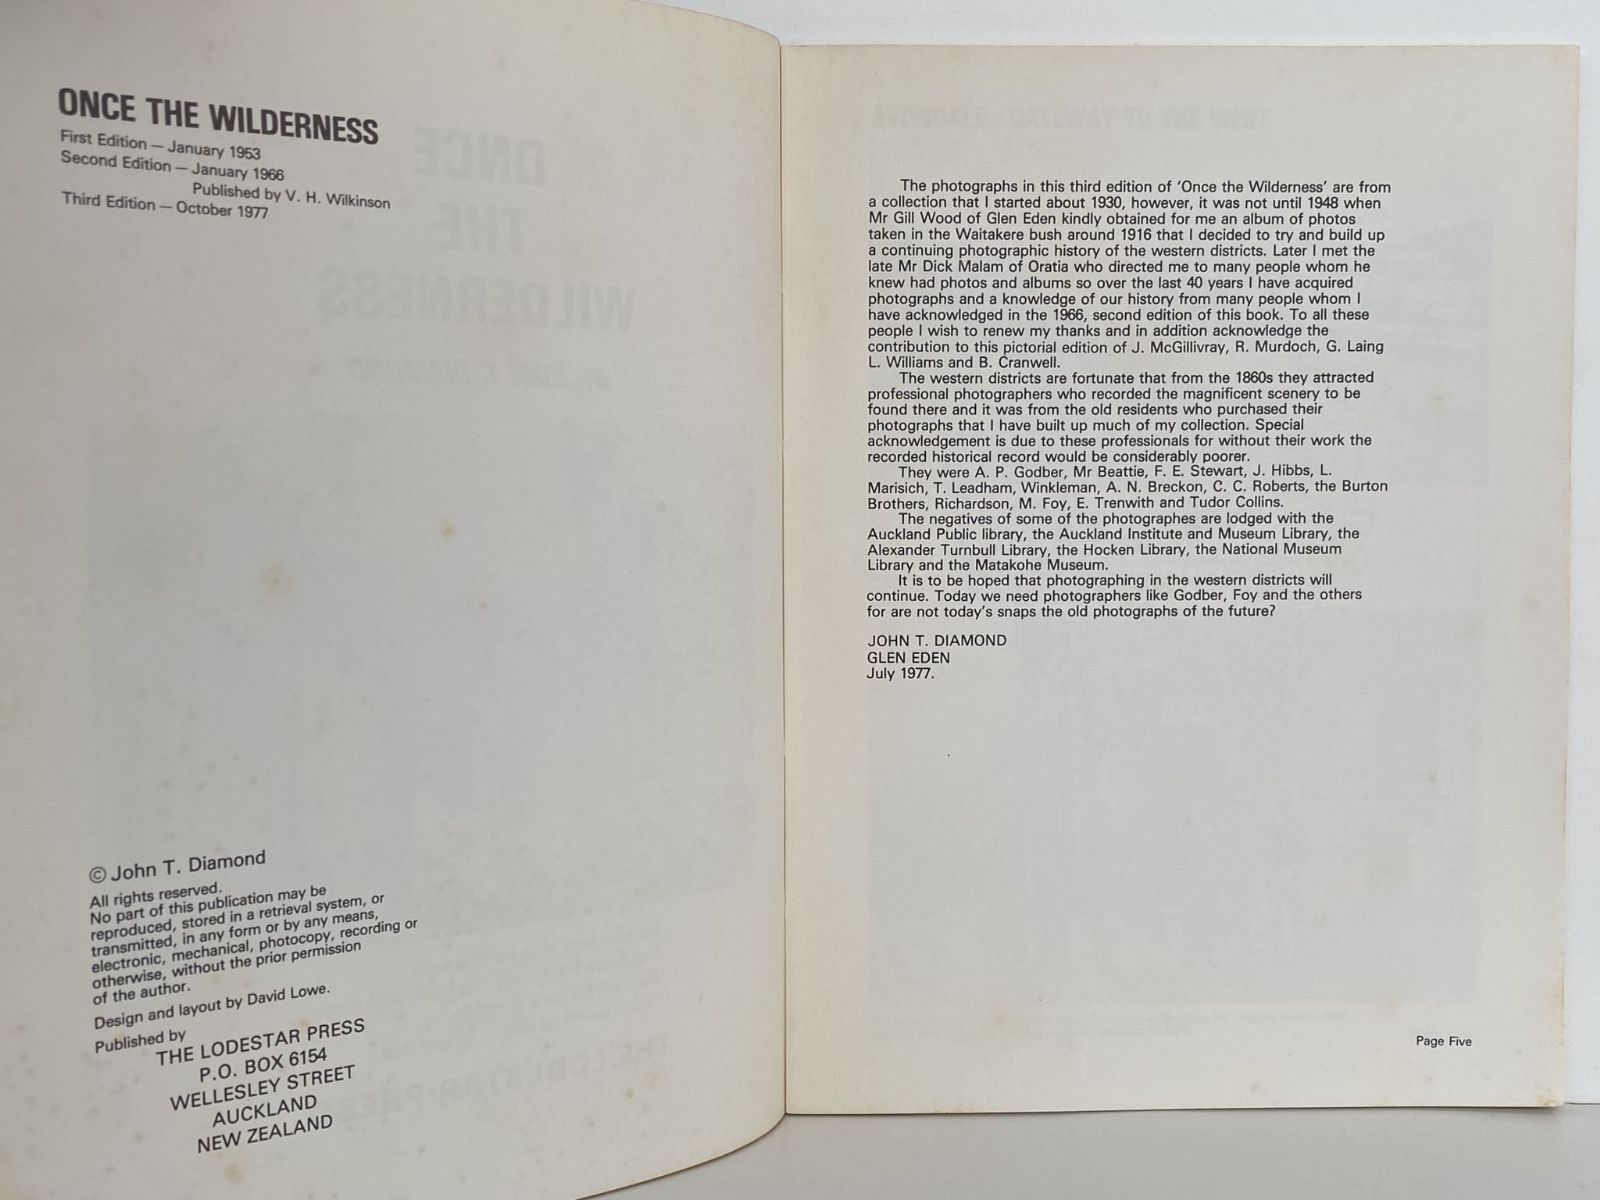 ONCE THE WILDERNESS
First Edition — January 1953
Second Edition — January 1966
Published by V. H. Wilkinson
Third Edition — October 1977
© John T. Diamond
All rights reserved.
No part of this publication may be
reproduced, stored in a retrieval system, or
transmitted, in any form or by any means,
electronic, mechanical, photocopy, recording or
otherwise, without the prior permission
of the author.
Design and layout by David Lowe.
Published by
THE LODESTAR PRESS
P.O. BOX 6154
WELLESLEY STREET
AUCKLAND
NEW ZEALAND
The photographs in this third edition of 'Once the Wilderness' are from
a collection that I started about 1930, however, it was not until 1948 when
Mr Gill Wood of Glen Eden kindly obtained for me an album of photos
taken in the Waitakere bush around 1916 that I decided to try and build up
a continuing photographic history of the western districts. Later I met the
late Mr Dick Malam of Oratia who directed me to many people whom he
knew had photos and albums so over the last 40 years I have acquired
photographs and a knowledge of our history from many people whom I
have acknowledged in the 1966, second edition of this book. To all these
people I wish to renew my thanks and in addition acknowledge the
contribution to this pictorial edition of J. McGillivray, R. Murdoch, G. Laing
L. Williams and B. Cranwell.
The western districts are fortunate that from the 1860s they attracted
professional photographers who recorded the magnificent scenery to be
found there and it was from the old residents who purchased their
photographs that I have built up much of my collection. Special
acknowledgement is due to these professionals for without their work the
recorded historical record would be considerably poorer.
They were A. P. Godber, Mr Beattie, F. E. Stewart, J. Hibbs, L.
Marisich, T. Leadham, Winkleman, A. N. Breckon, C. C. Roberts, the Burton
Brothers, Richardson, M. Foy, E. Trenwith and Tudor Collins.
The negatives of some of the photographes are lodged with the
Auckland Public library, the Auckland Institute and Museum Library, the
Alexander Turnbull Library, the Hocken Library, the National Museum
Library and the Matakohe Museum.
It is to be hoped that photographing in the western districts will
continue. Today we need photographers like Godber, Foy and the others
for are not today's snaps the old photographs of the future?
JOHN T. DIAMOND
GLEN EDEN
July 1977.
Page Five